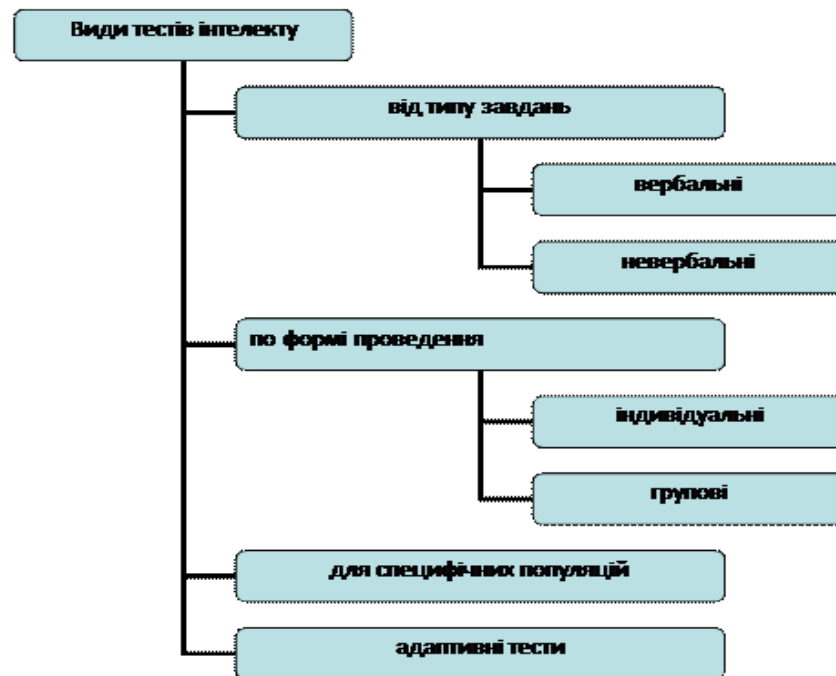 Види тестів інтелекту
від типу завдань
вербальні
невербальні
по формі проведення
індивідуальні
групові
для специфічних популяцій
адаптивні тести